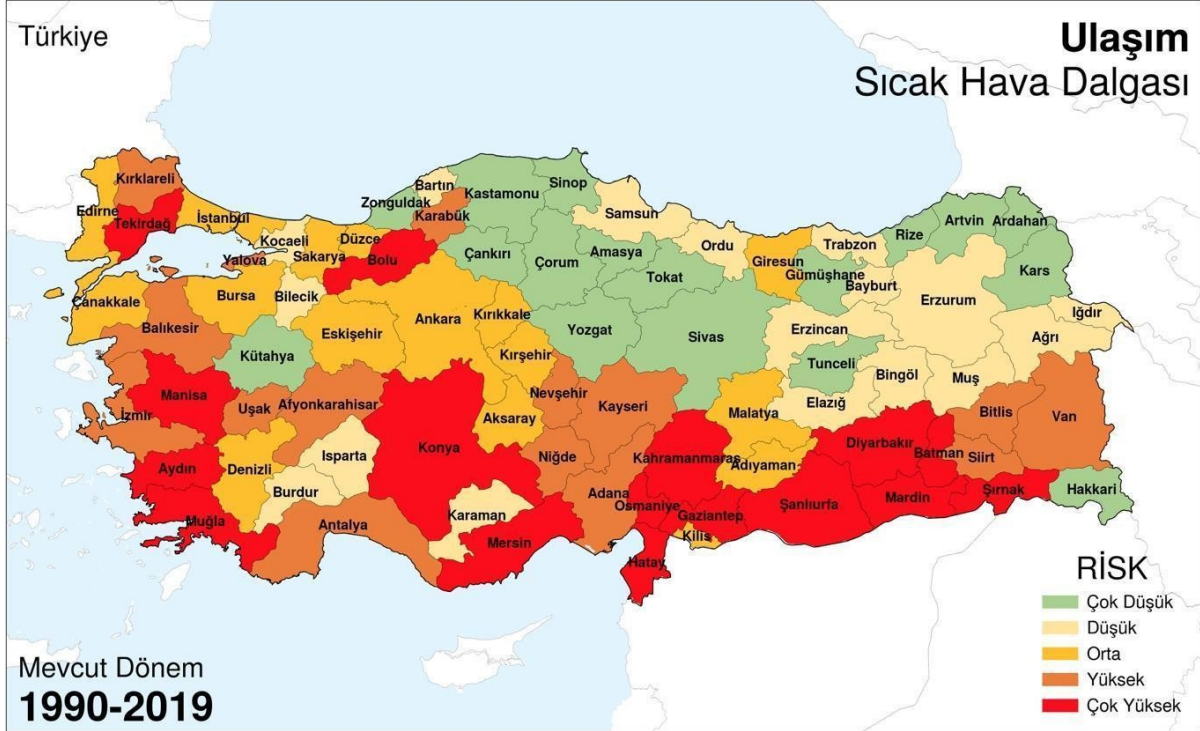 Türkiye
Ulaşım
Sıcak Hava Dalgası
Kırklareli
Edirne
Tekirdağ
İstanbul
Kocaeli
Yalova
Sakarya
Düzce
Bolu
Zonguldak
Bartın
Karabük
Kastamonu
Sinop
Samsun
Çankırı
Çorum
Amasya
Tokat
Ordu
Giresun
Trabzon
Gümüşhane
Bayburt
Rize
Artvin
Ardahan
Kars
Erzurum
Iğdır
Ağrı
Çanakkale
Balıkesir
Bursa
Bilecik
Kütahya
Eskişehir
Ankara
Kırıkkale
Kırşehir
Yozgat
Sivas
Erzincan
Tunceli
Bingöl
Muş
Elazığ
Malatya
Manisa
İzmir
Uşak
Afyonkarahisar
Konya
Aksaray
Nevşehir
Kayseri
Niğde
Kahramanmaraş
Adıyaman
Diyarbakır
Batman
Bitlis
Siirt
Van
Aydın
Denizli
Isparta
Burdur
Muğla
Antalya
Karaman
Mersin
Adana
Osmaniye
Gaziantep
Kilis
Hatay
Şanlıurfa
Mardin
Şırnak
Hakkari
RİSK
Çok Düşük
Düşük
Orta
Yüksek
Çok Yüksek
Mevcut Dönem
1990-2019